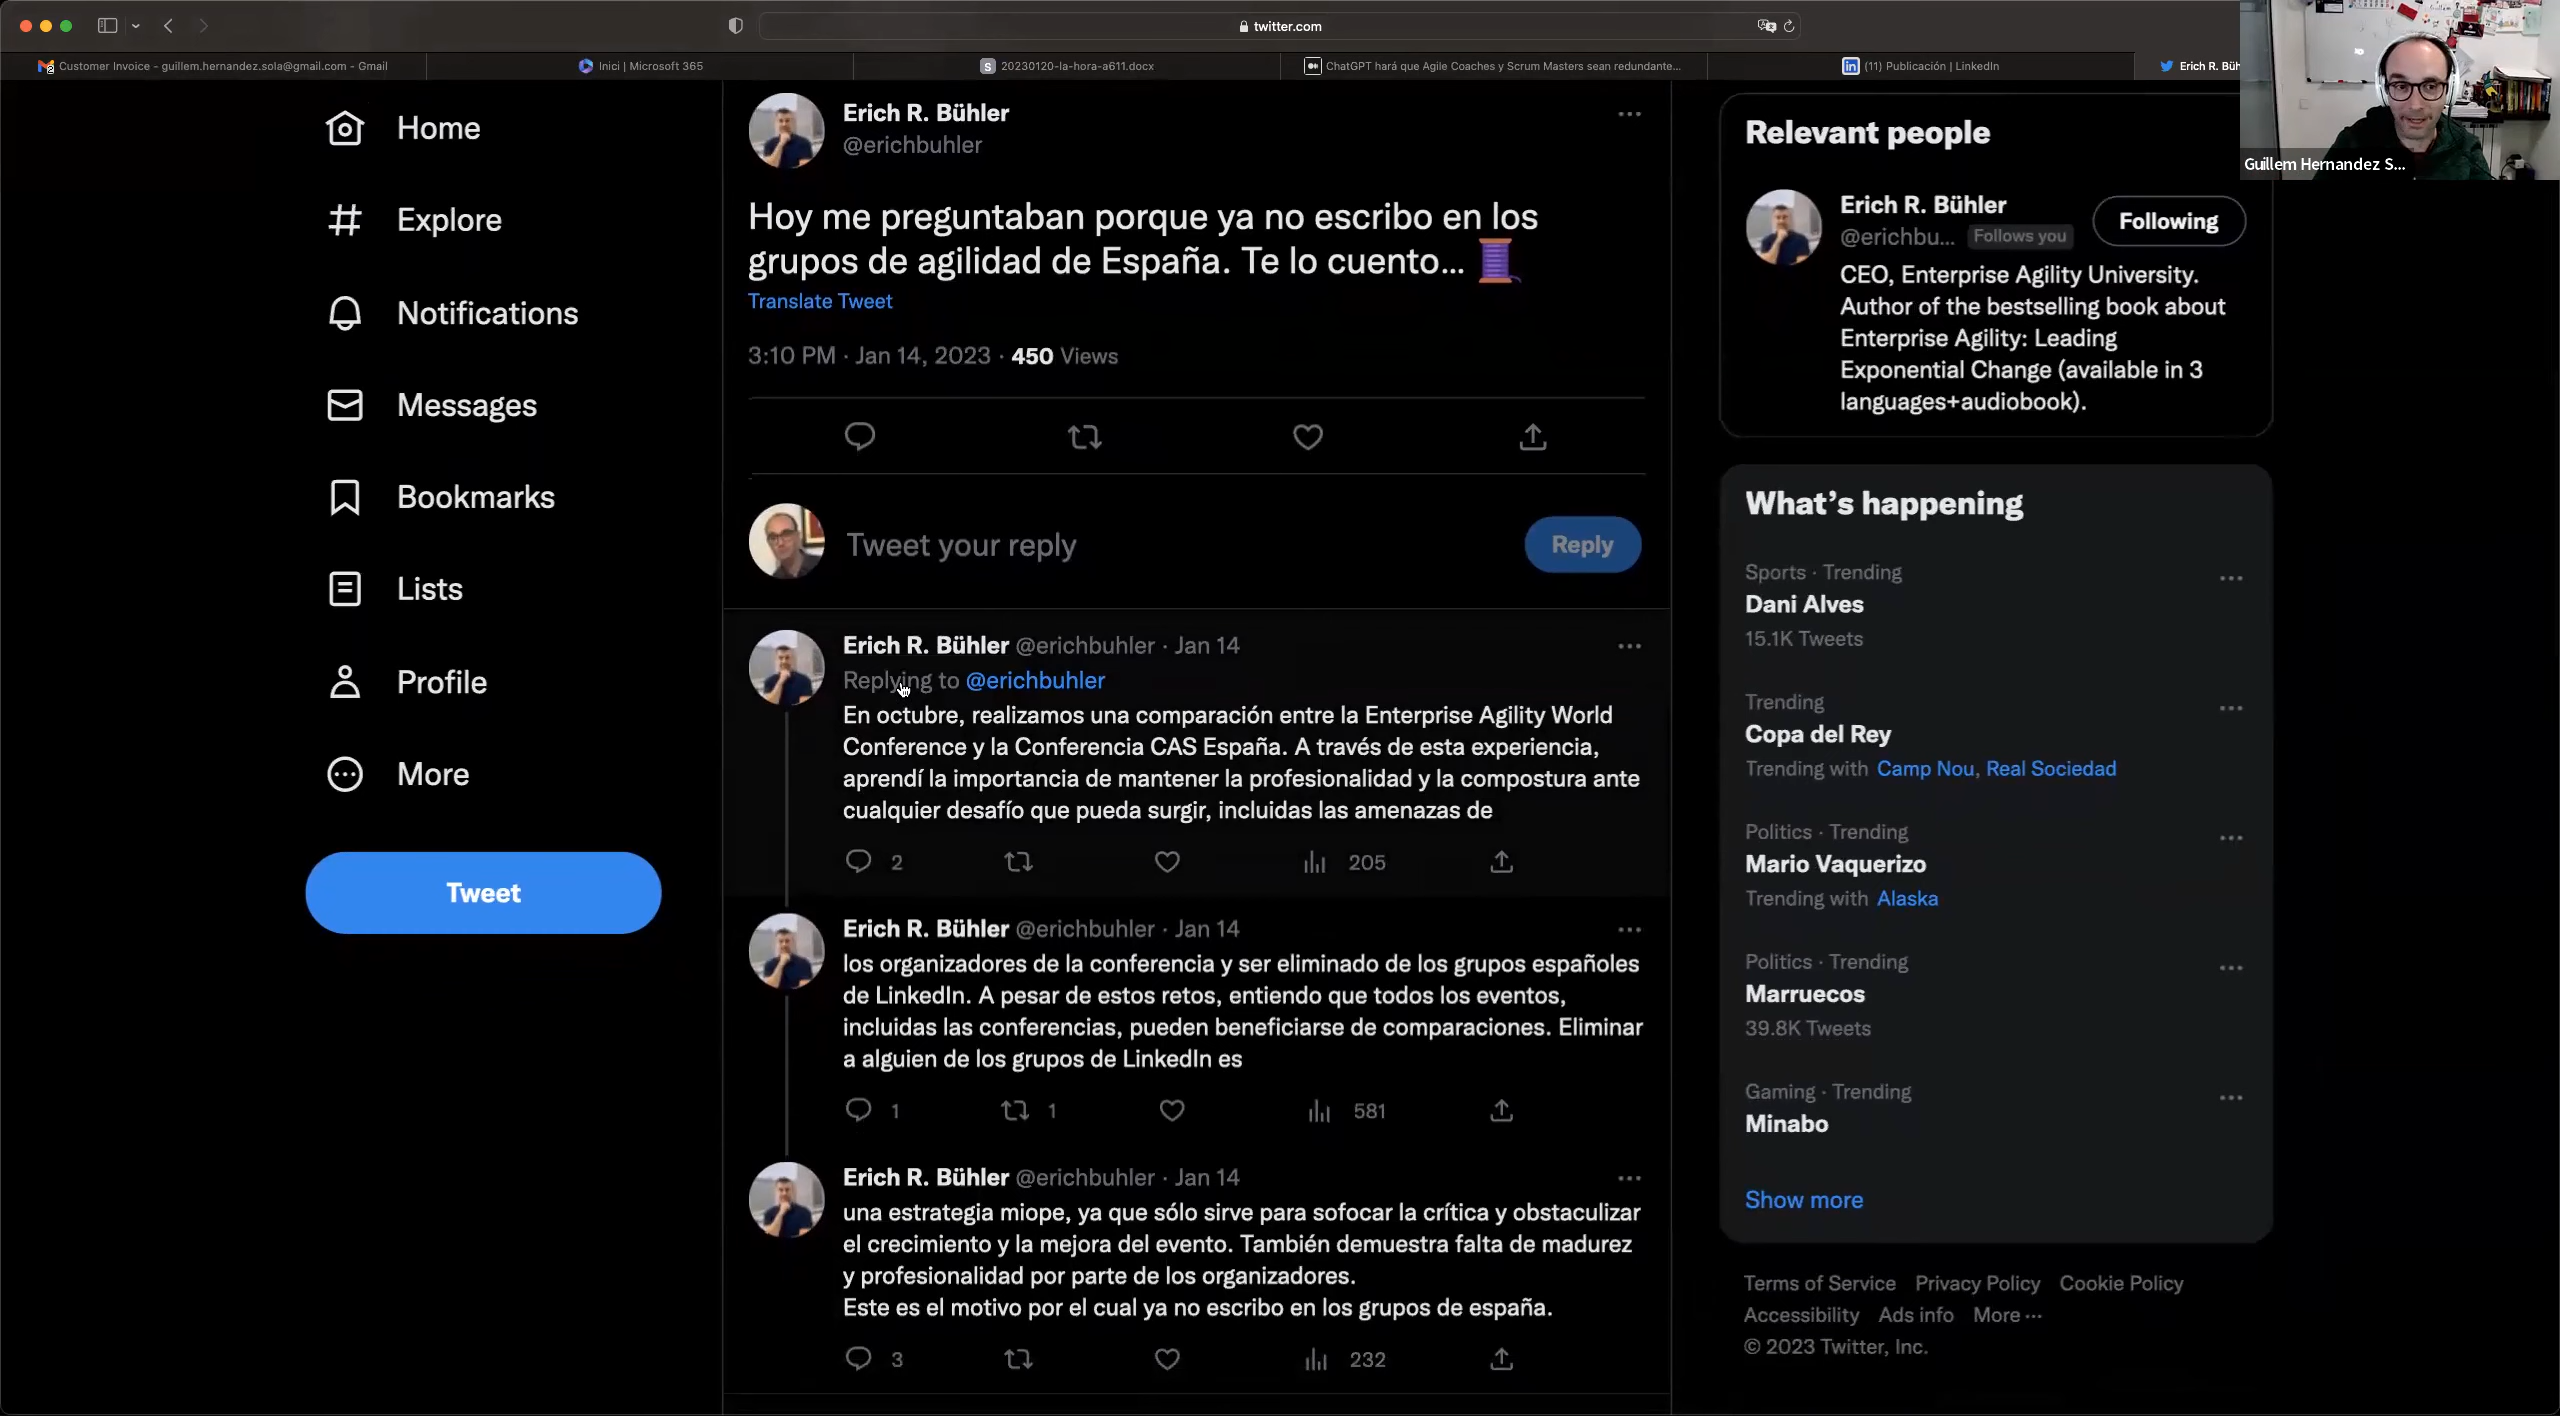 twitter.com
Customer Invoice - guillem.hernandez.sola@gmail.com - Gmail
Inici | Microsoft 365
20230120-la-hora-a611.docx
ChatGPT hará que Agile Coaches y Scrum Masters sean redundante...
(11) Publicación | LinkedIn
Erich R. Büh
Guillem Hernandez S...
Home
Explore
Notifications
Messages
Bookmarks
Lists
Profile
More
Tweet
Erich R. Bühler
@erichbuhler
Hoy me preguntaban porque ya no escribo en los
grupos de agilidad de España. Te lo cuento...
Translate Tweet
3:10 PM · Jan 14, 2023 · 450 Views
Tweet your reply
Reply
Erich R. Bühler @erichbuhler · Jan 14
Replying to @erichbuhler
En octubre, realizamos una comparación entre la Enterprise Agility World
Conference y la Conferencia CAS España. A través de esta experiencia,
aprendí la importancia de mantener la profesionalidad y la compostura ante
cualquier desafío que pueda surgir, incluidas las amenazas de
2
205
Erich R. Bühler @erichbuhler · Jan 14
los organizadores de la conferencia y ser eliminado de los grupos españoles
de LinkedIn. A pesar de estos retos, entiendo que todos los eventos,
incluidas las conferencias, pueden beneficiarse de comparaciones. Eliminar
a alguien de los grupos de LinkedIn es
1
1
581
Erich R. Bühler @erichbuhler · Jan 14
una estrategia miope, ya que sólo sirve para sofocar la crítica y obstaculizar
el crecimiento y la mejora del evento. También demuestra falta de madurez
y profesionalidad por parte de los organizadores.
Este es el motivo por el cual ya no escribo en los grupos de españa.
3
232
Relevant people
Erich R. Bühler
@erichbu... Follows you
Following
CEO, Enterprise Agility University.
Author of the bestselling book about
Enterprise Agility: Leading
Exponential Change (available in 3
languages+audiobook).
What's happening
Sports · Trending
Dani Alves
15.1K Tweets
Trending
Copa del Rey
Trending with Camp Nou, Real Sociedad
Politics · Trending
Mario Vaquerizo
Trending with Alaska
Politics · Trending
Marruecos
39.8K Tweets
Gaming · Trending
Minabo
Show more
Terms of Service Privacy Policy Cookie Policy
Accessibility Ads info More ···
© 2023 Twitter, Inc.